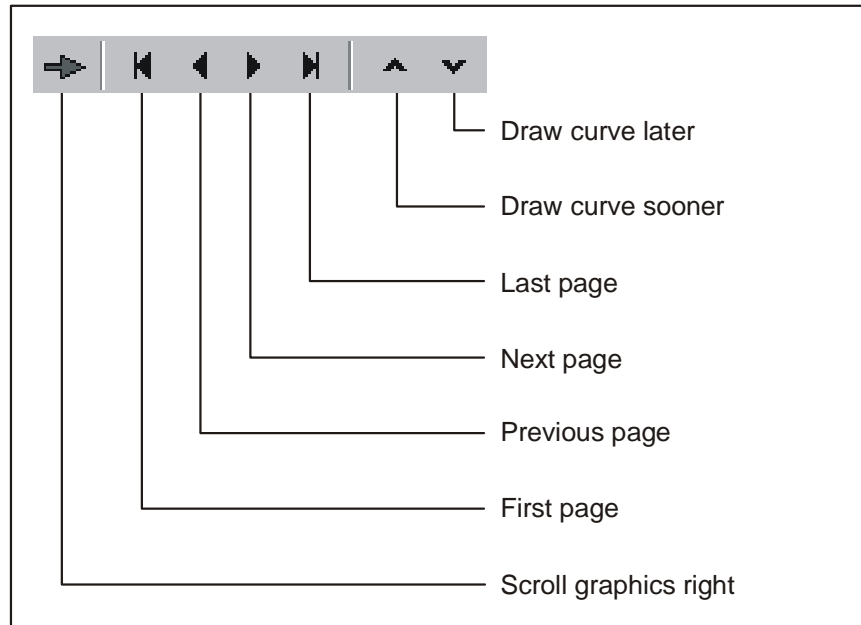 Draw curve later
Draw curve sooner
Last page
Next page
Previous page
First page
Scroll graphics right